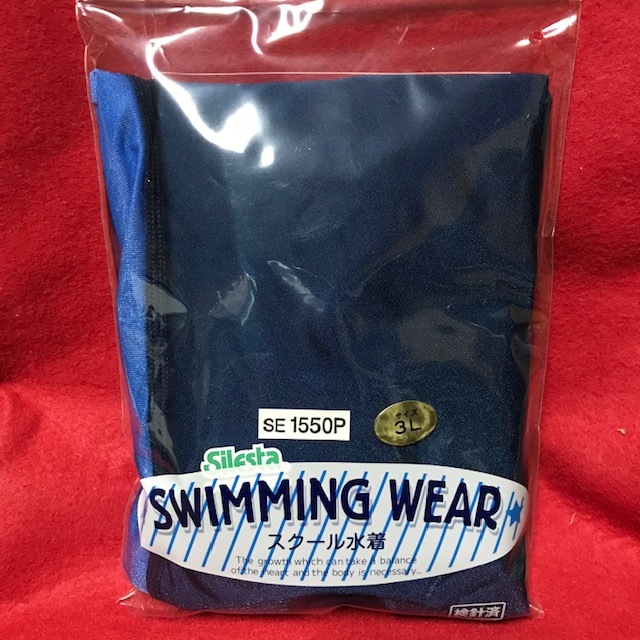 SE 1550P
サイズ
3L
Silesta
SWIMMING WEAR
スクール水着
The growth which can take a balance
of the heart and the body is necessary..
検針済